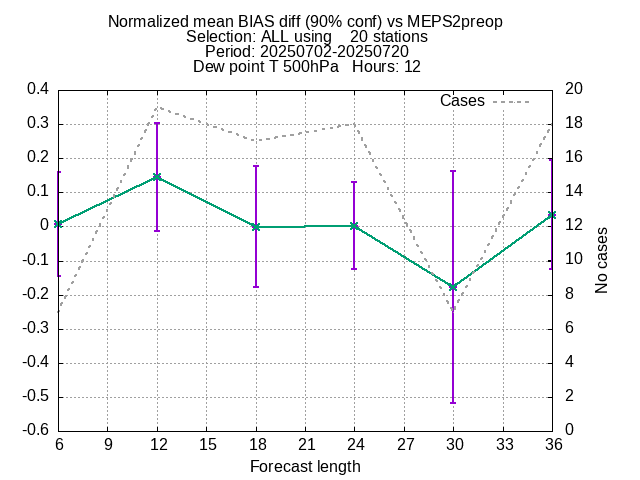 Normalized mean BIAS diff (90% conf) vs MEPS2preop
Selection: ALL using    20 stations
Period: 20250702-20250720
Dew point T 500hPa   Hours: 12
Cases
0.4
0.3
0.2
0.1
0
-0.1
-0.2
-0.3
-0.4
-0.5
-0.6
20
18
16
14
12
10
8
6
4
2
0
No cases
6 9 12 15 18 21 24 27 30 33 36
Forecast length